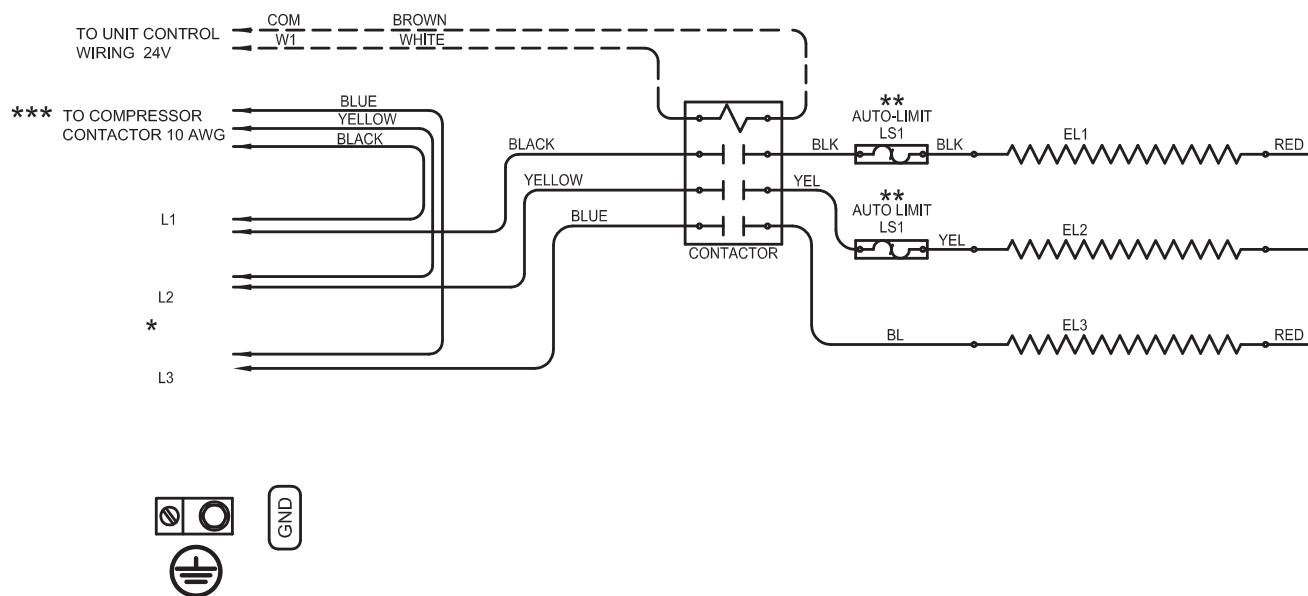 COM BROWN
TO UNIT CONTROL
WIRING 24V
W1 WHITE
*** TO COMPRESSOR
CONTACTOR 10 AWG
BLUE
YELLOW
BLACK
**
AUTO-LIMIT
LS1
BLACK
BLK
BLK
EL1
RED
YELLOW
YEL
**
AUTO LIMIT
LS1
YEL
EL2
L1
BLUE
CONTACTOR
L2
*
L3
BL
EL3
RED
GND